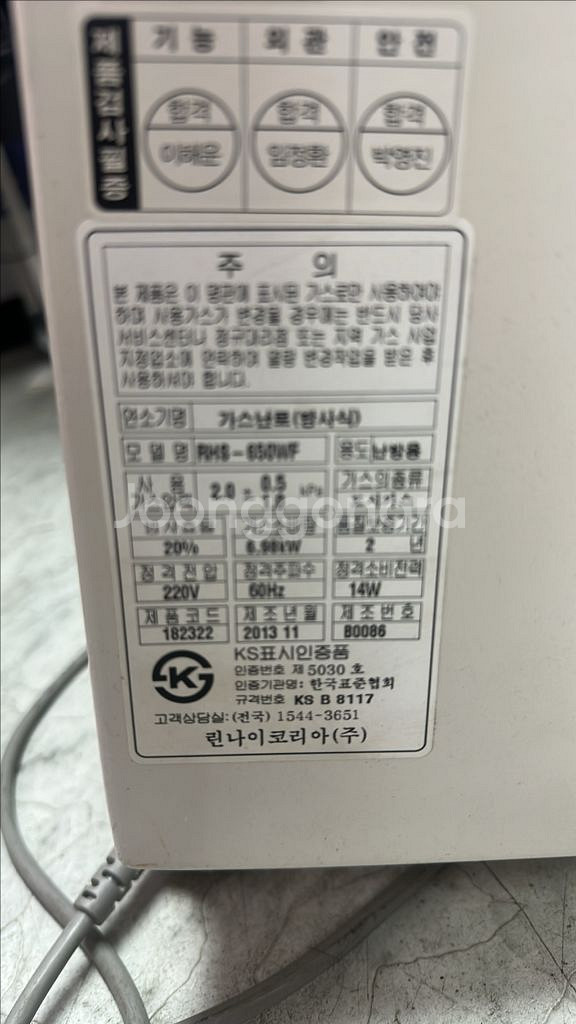 제품검사필증
기능 외관 안전
합격 합격 합격
이해운 임청환 박영진
주 의
본 제품은 이 명판에 표시된 가스로만 사용하여야
하며 사용가스가 변경될 경우에는 반드시 당사
서비스센터나 정구대리점 또는 지역 가스 사업
지정업소에 연락하여 열량 변경작업을 받은 후
사용하셔야 합니다.
연소기명 가스난로(방사식)
모델명 RHS-650WF 용도 난방용
사 용 2.0 ± 0.5 kPa 가스의종류
Joonggonara
20% 6.98kW 2 년
정격전압 정격주파수 정격소비전력
220V 60Hz 14W
제품코드 제조년월 제조번호
182322 2013 11 B0086
KS표시인증품
인증번호 제 5030 호
인증기관명: 한국표준협회
규격번호 KS B 8117
고객상담실:(전국) 1544-3651
린나이코리아(주)